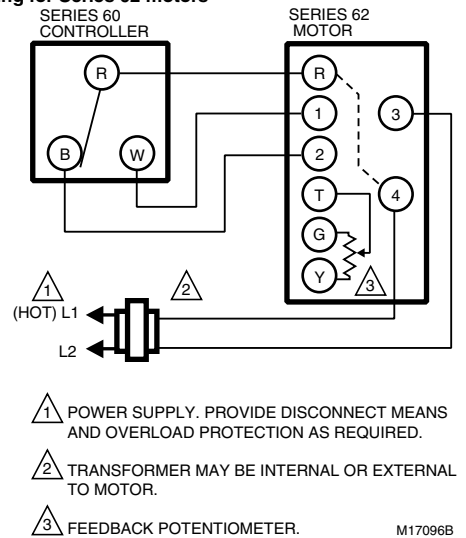 SERIES 60
CONTROLLER
SERIES 62
MOTOR
R
B
W
R
1
2
T
G
Y
3
4
1
(HOT) L1
L2
2
3
1 POWER SUPPLY. PROVIDE DISCONNECT MEANS
AND OVERLOAD PROTECTION AS REQUIRED.
2 TRANSFORMER MAY BE INTERNAL OR EXTERNAL
TO MOTOR.
3 FEEDBACK POTENTIOMETER.
M17096B